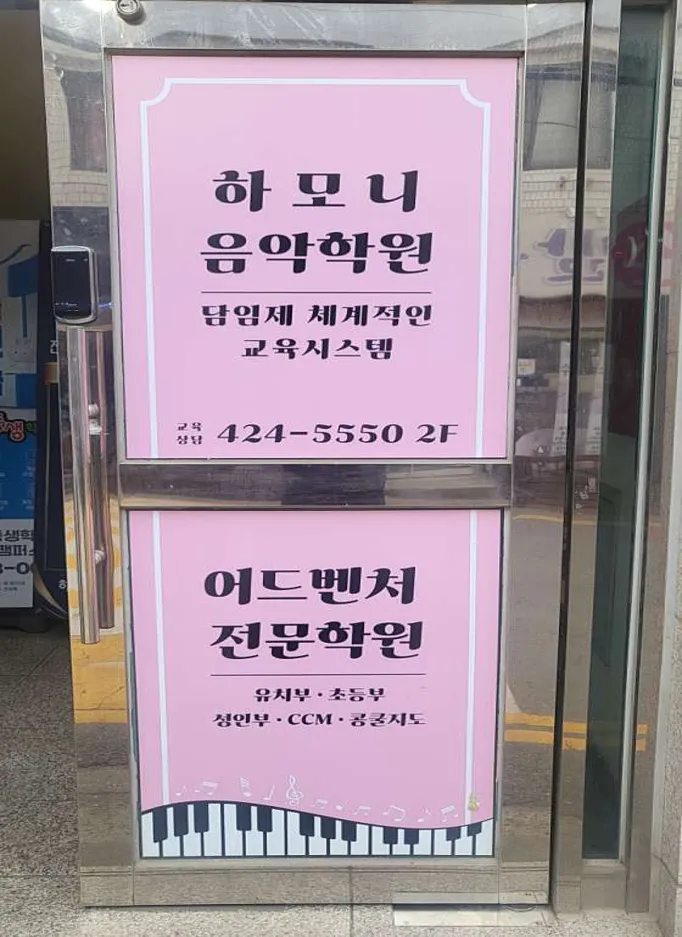 하모니
음악학원
담임제 체계적인
교육시스템
교육
상담 424-5550 2F
어드벤처
전문학원
유치부·초등부
성인부·CCM·콩쿨지도